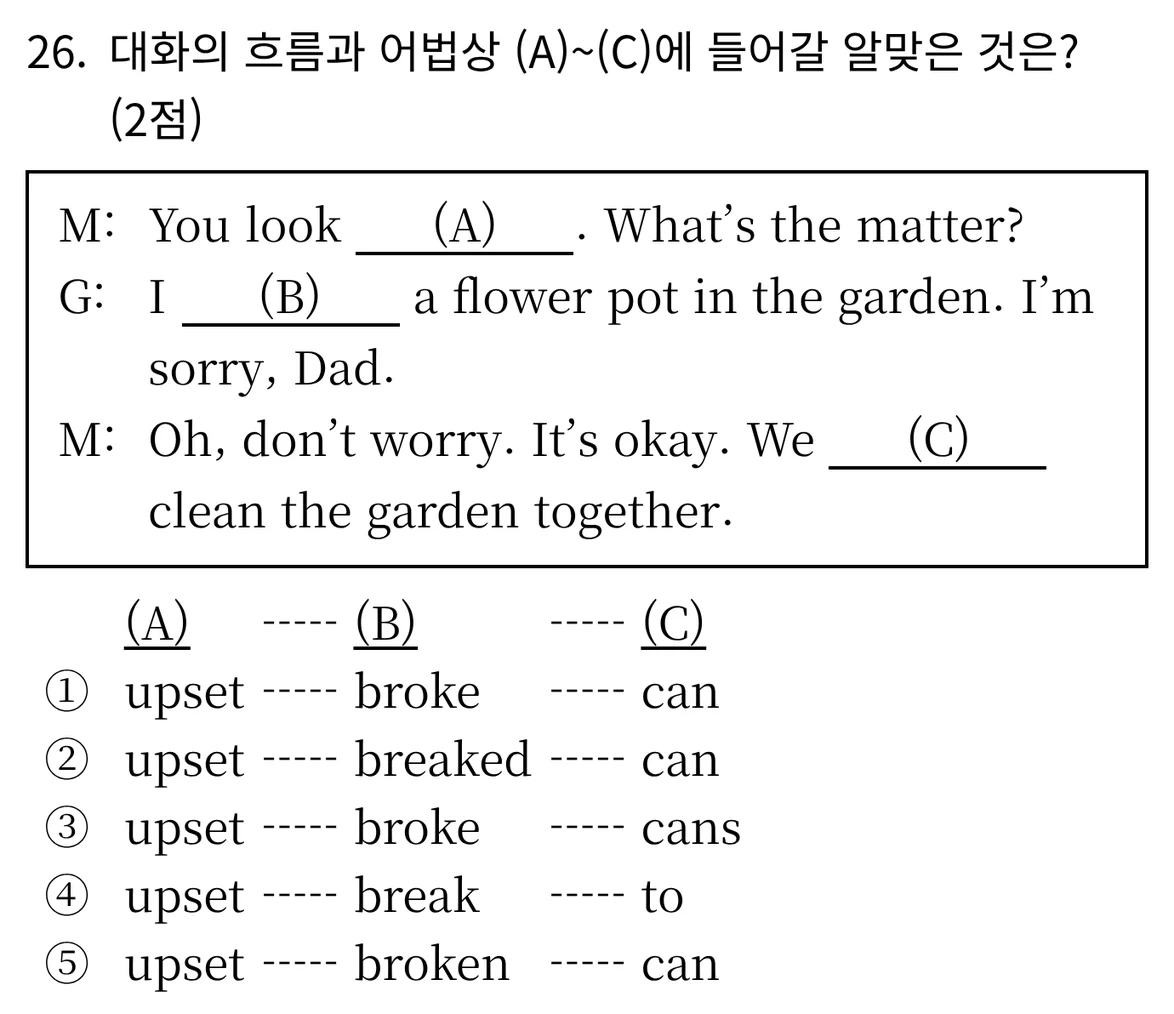 26. 대화의 흐름과 어법상 (A)~(C)에 들어갈 알맞은 것은?
(2점)
M: You look (A). What's the matter?
G: I (B) a flower pot in the garden. I'm
sorry, Dad.
M: Oh, don't worry. It's okay. We (C)
clean the garden together.
(A) ----- (B) ----- (C)
① upset ----- broke ----- can
② upset ----- breaked ----- can
③ upset ----- broke ----- cans
④ upset ----- break ----- to
⑤ upset ----- broken ----- can